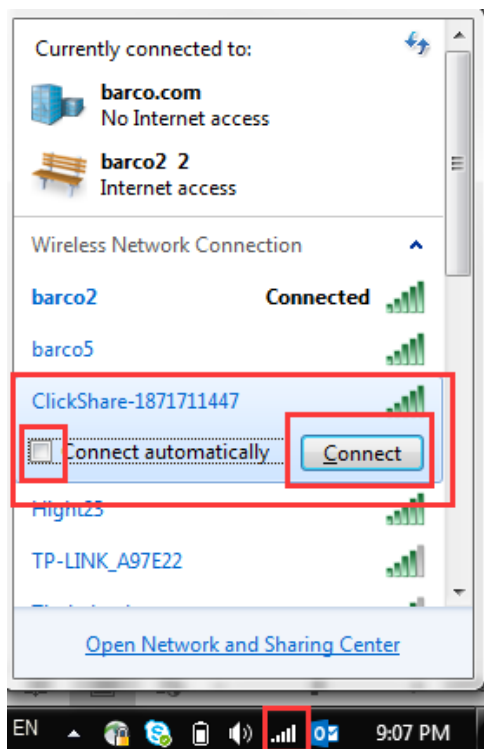 Currently connected to:
barco.com
No Internet access
barco2 2
Internet access
Wireless Network Connection
barco2 Connected
barco5
ClickShare-1871711447
Connect automatically Connect
Hight23
TP-LINK_A97E22
Open Network and Sharing Center
EN 9:07 PM